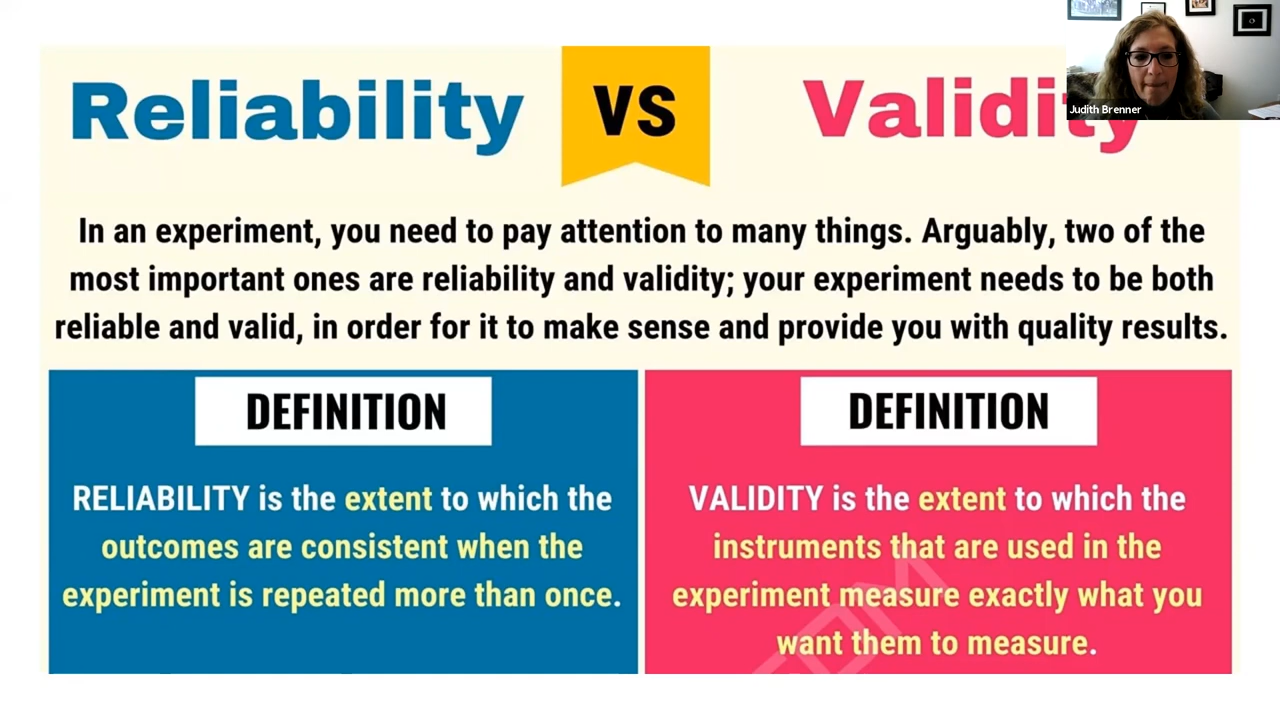 Reliability VS Validity
Judith Brenner
In an experiment, you need to pay attention to many things. Arguably, two of the
most important ones are reliability and validity; your experiment needs to be both
reliable and valid, in order for it to make sense and provide you with quality results.
DEFINITION
RELIABILITY is the extent to which the
outcomes are consistent when the
experiment is repeated more than once.
DEFINITION
VALIDITY is the extent to which the
instruments that are used in the
experiment measure exactly what you
want them to measure.